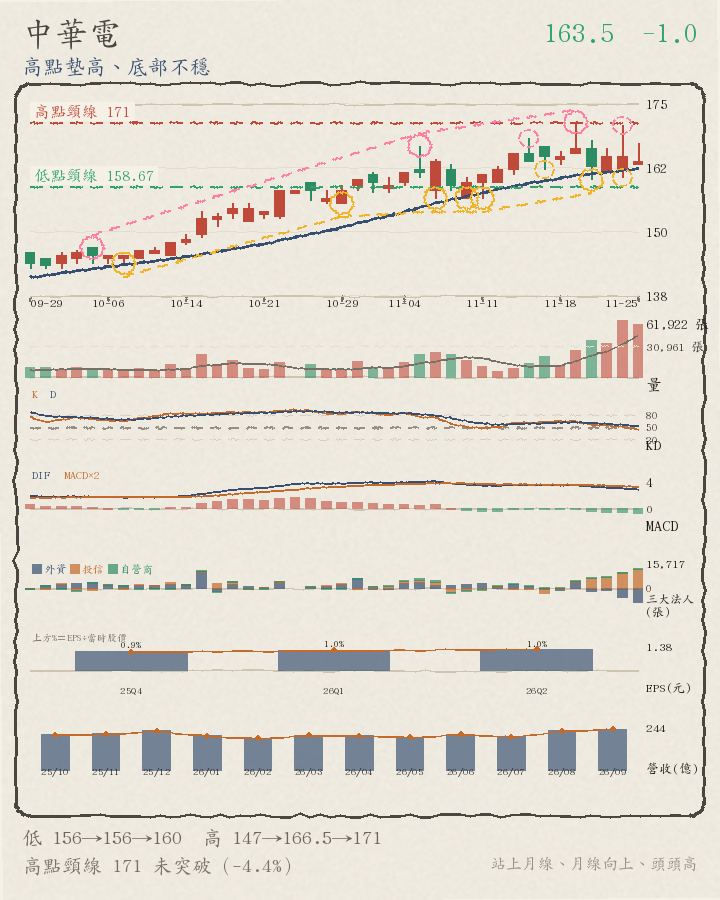 中華電
163.5 -1.0
高點墊高、底部不穩
高點頸線 171
低點頸線 158.67
175
162
150
138
09-29 10-06 10-14 10-21 10-29 11-04 11-11 11-18 11-25
61,922 張
30,961 張
量
K D
80
50
20
KD
DIF MACD×2
4
0
MACD
外資 投信 自營商
15,717
0
三大法人
(張)
上方%=EPS÷當時股價
0.9% 1.0% 1.0%
1.38
25Q4 26Q1 26Q2
EPS(元)
244
25/10 25/11 25/12 26/01 26/02 26/03 26/04 26/05 26/06 26/07 26/08 26/09
營收(億)
低 156→156→160 高 147→166.5→171
高點頸線 171 未突破 (-4.4%)
站上月線、月線向上、頭頭高